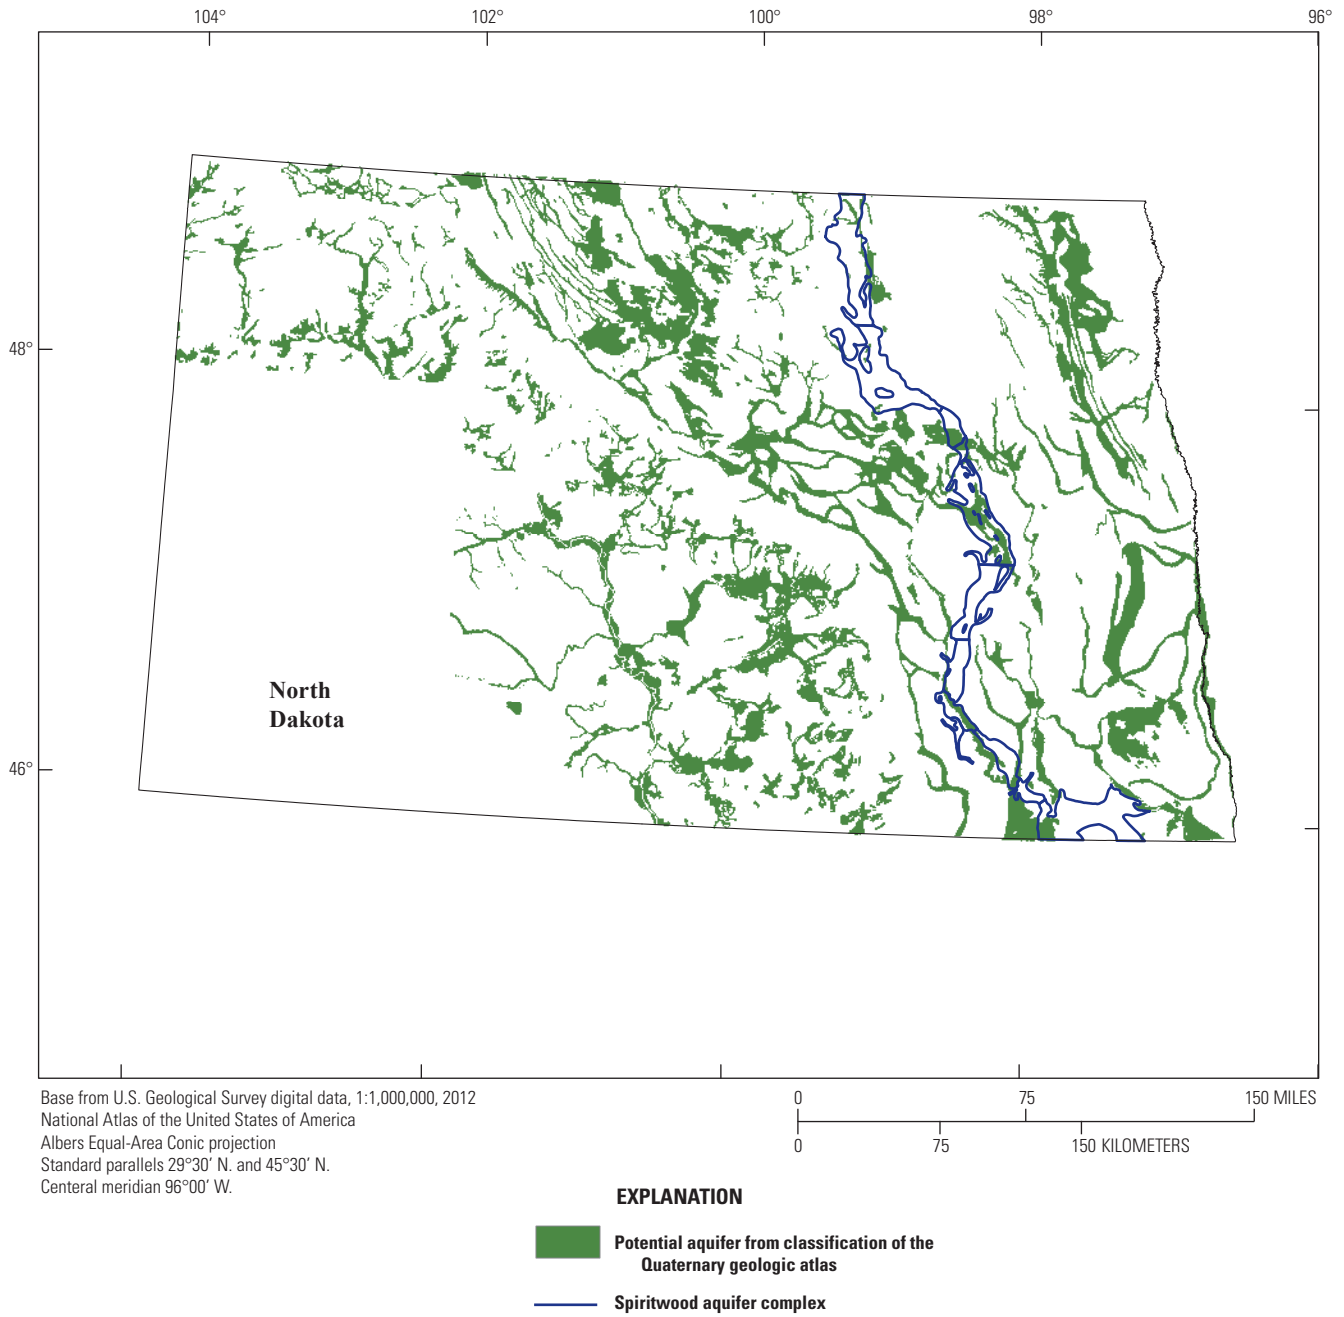 104°
102°
100°
98°
96°
48°
46°
North
Dakota
Base from U.S. Geological Survey digital data, 1:1,000,000, 2012
National Atlas of the United States of America
Albers Equal-Area Conic projection
Standard parallels 29°30′ N. and 45°30′ N.
Centeral meridian 96°00′ W.
0 75 150 MILES
0 75 150 KILOMETERS
EXPLANATION
Potential aquifer from classification of the
Quaternary geologic atlas
Spiritwood aquifer complex